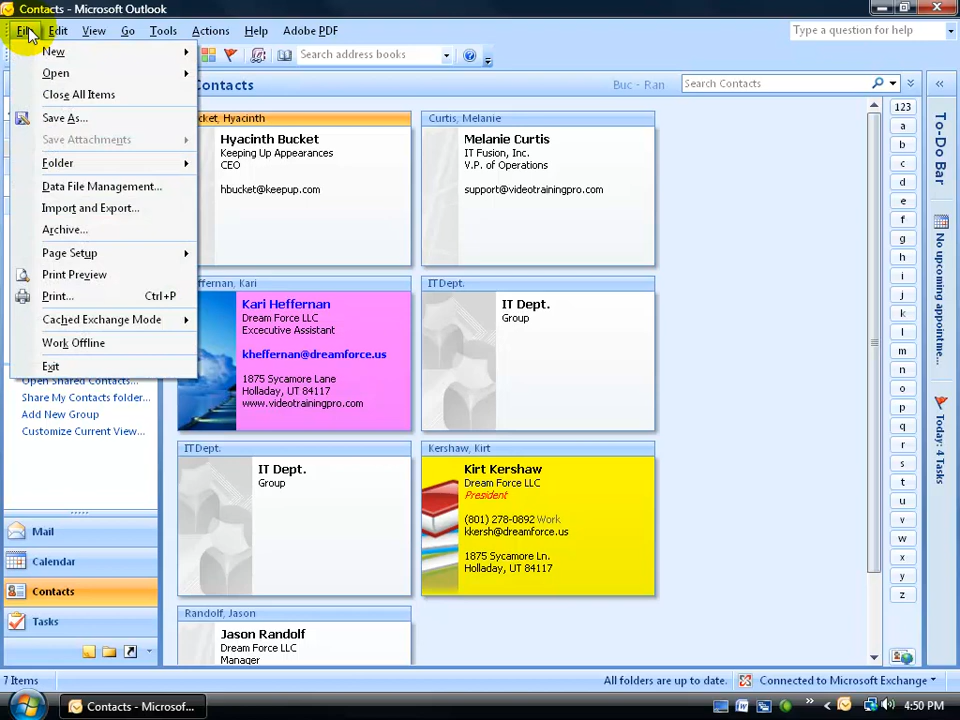 Contacts - Microsoft Outlook
Edit View Go Tools Actions Help Adobe PDF
Type a question for help
Search address books
New
Open
Close All Items
Save As...
Save Attachments
Folder
Data File Management...
Import and Export...
Archive...
Page Setup
Print Preview
Print... Ctrl+P
Cached Exchange Mode
Work Offline
Exit
Contacts
Buc - Ran
Search Contacts
Hyacinth
Hyacinth Bucket
Keeping Up Appearances
CEO
hbucket@keepup.com
Curtis, Melanie
Melanie Curtis
IT Fusion, Inc.
V.P. of Operations
support@videotrainingpro.com
Kari
Kari Heffernan
Dream Force LLC
Excecutive Assistant
kheffernan@dreamforce.us
1875 Sycamore Lane
Holladay, UT 84117
www.videotrainingpro.com
IT Dept.
IT Dept.
Group
IT Dept.
IT Dept.
Group
Kershaw, Kirt
Kirt Kershaw
Dream Force LLC
President
(801) 278-0892 Work
kkersh@dreamforce.us
1875 Sycamore Ln.
Holladay, UT 84117
Randolf, Jason
Jason Randolf
Dream Force LLC
Manager
Open Shared Contacts...
Share My Contacts folder...
Add New Group
Customize Current View...
Mail
Calendar
Contacts
Tasks
123
a
b
c
d
e
f
g
h
i
j
k
l
m
n
o
p
q
r
s
t
u
v
w
x
y
z
To-Do Bar
No upcoming appointme...
Today: 4 Tasks
7 Items
All folders are up to date.
Connected to Microsoft Exchange
Contacts - Microsof...
4:50 PM